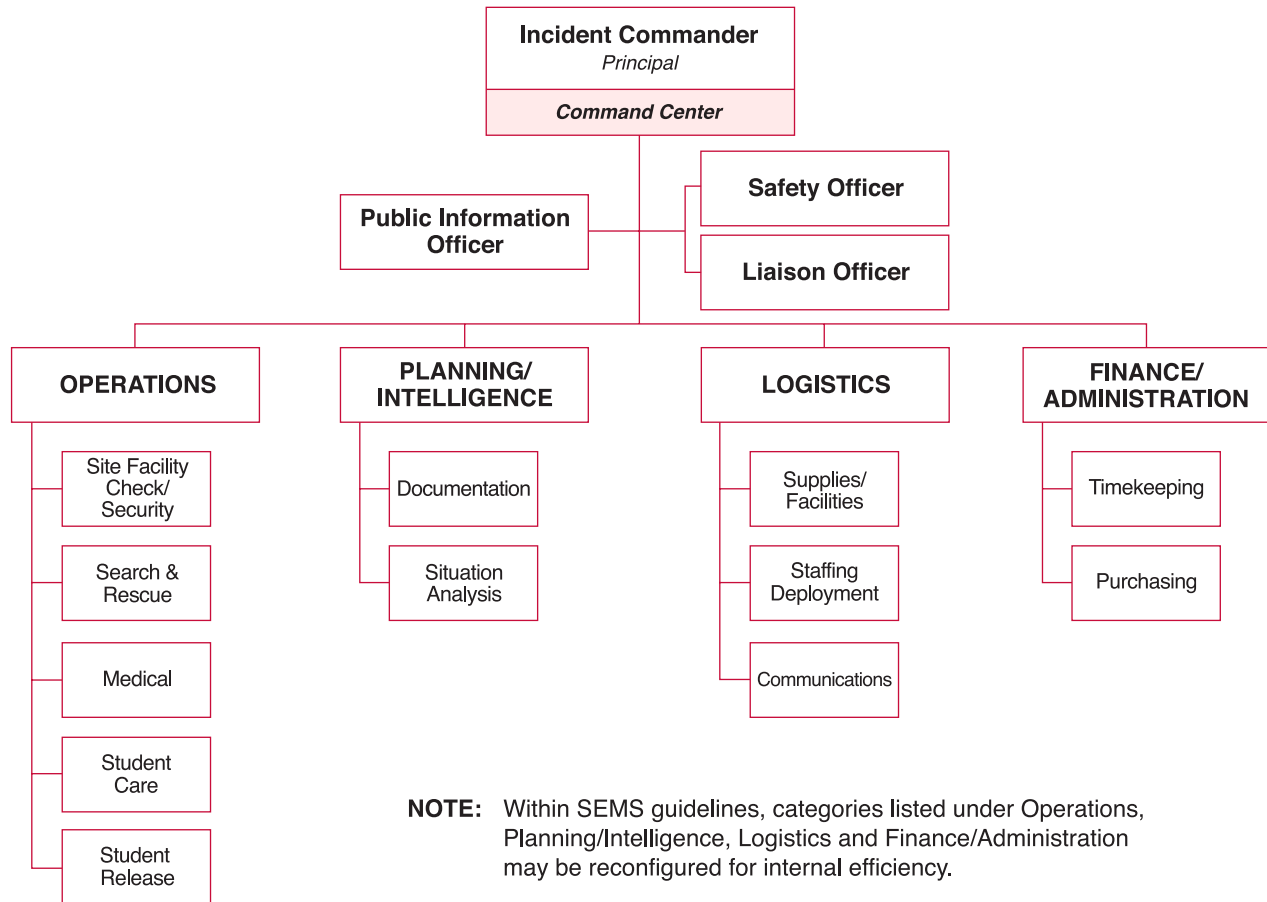 Incident Commander
Principal
Command Center
Public Information
Officer
Safety Officer
Liaison Officer
OPERATIONS
PLANNING/
INTELLIGENCE
LOGISTICS
FINANCE/
ADMINISTRATION
Site Facility
Check/
Security
Search &
Rescue
Medical
Student
Care
Student
Release
Documentation
Situation
Analysis
Supplies/
Facilities
Staffing
Deployment
Communications
Timekeeping
Purchasing
NOTE: Within SEMS guidelines, categories listed under Operations,
Planning/Intelligence, Logistics and Finance/Administration
may be reconfigured for internal efficiency.